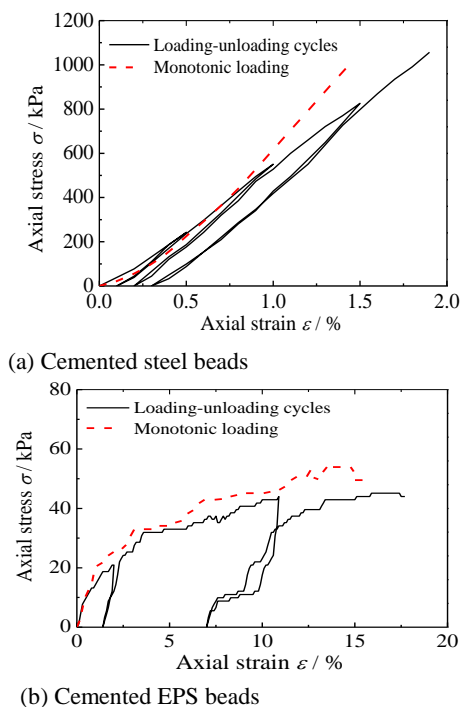 1200
1000
800
600
400
200
0
Axial stress σ / kPa
Loading-unloading cycles
Monotonic loading
0.0 0.5 1.0 1.5 2.0
Axial strain ε / %
(a) Cemented steel beads
80
60
40
20
0
Axial stress σ / kPa
Loading-unloading cycles
Monotonic loading
0 5 10 15 20
Axial strain ε / %
(b) Cemented EPS beads